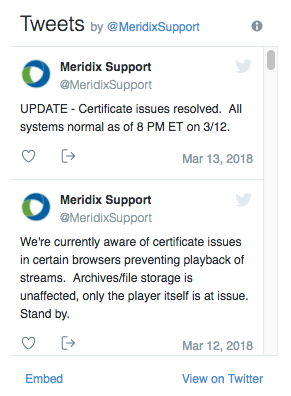 Tweets by @MeridixSupport
Meridix Support
@MeridixSupport
UPDATE - Certificate issues resolved.  All
systems normal as of 8 PM ET on 3/12.
Mar 13, 2018
Meridix Support
@MeridixSupport
We're currently aware of certificate issues
in certain browsers preventing playback of
streams.  Archives/file storage is
unaffected, only the player itself is at issue.
Stand by.
Mar 12, 2018
Embed
View on Twitter